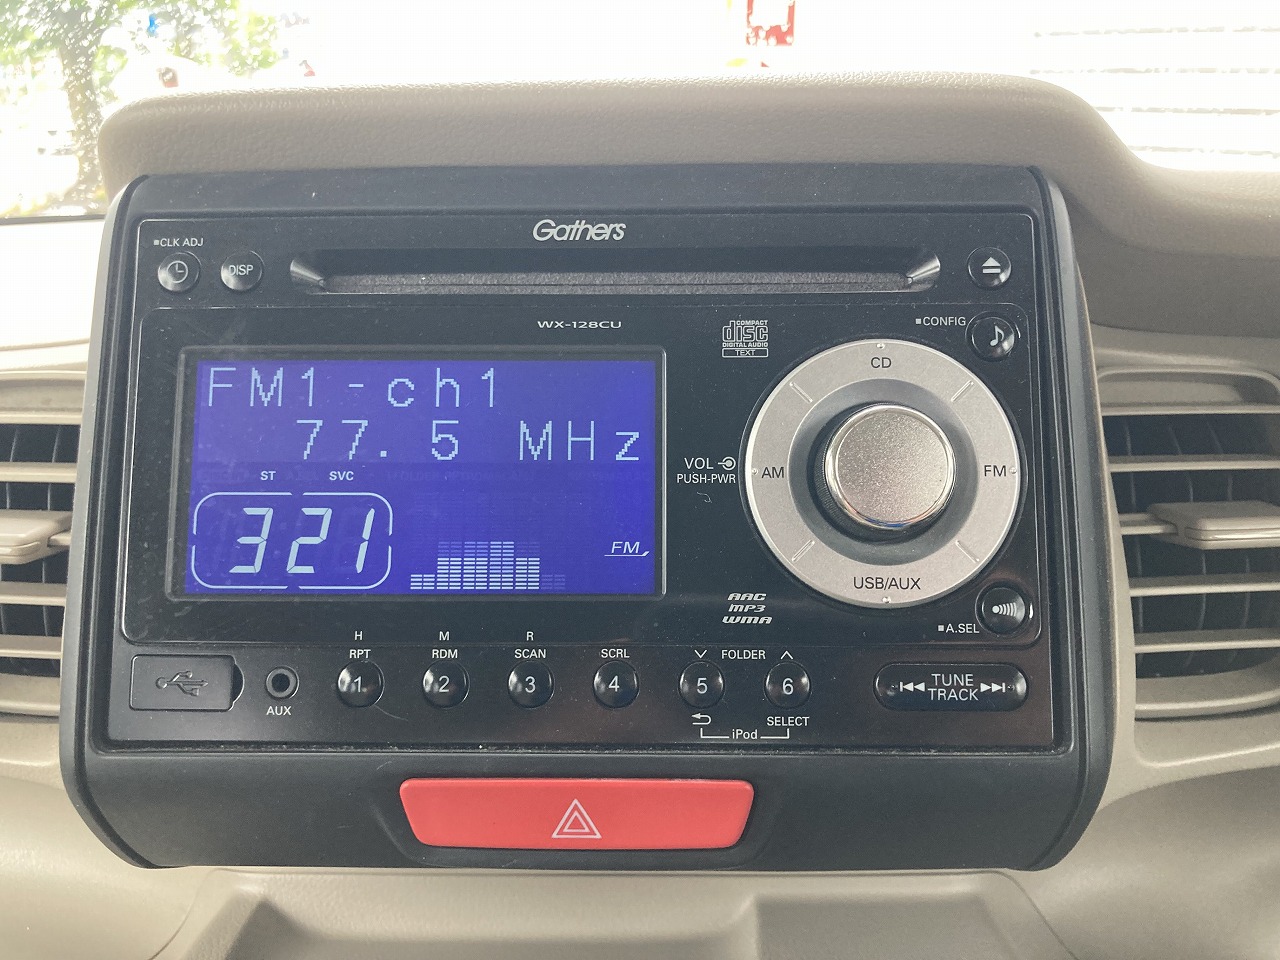 Gathers
CLK ADJ
DISP
WX-128CU
COMPACT
disc
DIGITAL AUDIO
TEXT
CONFIG
CD
FM1-ch1
77.5 MHz
ST SVC
321
FM
VOL
PUSH-PWR
AM
FM
USB/AUX
AAC
MP3
WMA
A.SEL
H M R
RPT RDM SCAN SCRL FOLDER
1 2 3 4 5 6
AUX
TUNE
TRACK
SELECT
iPod